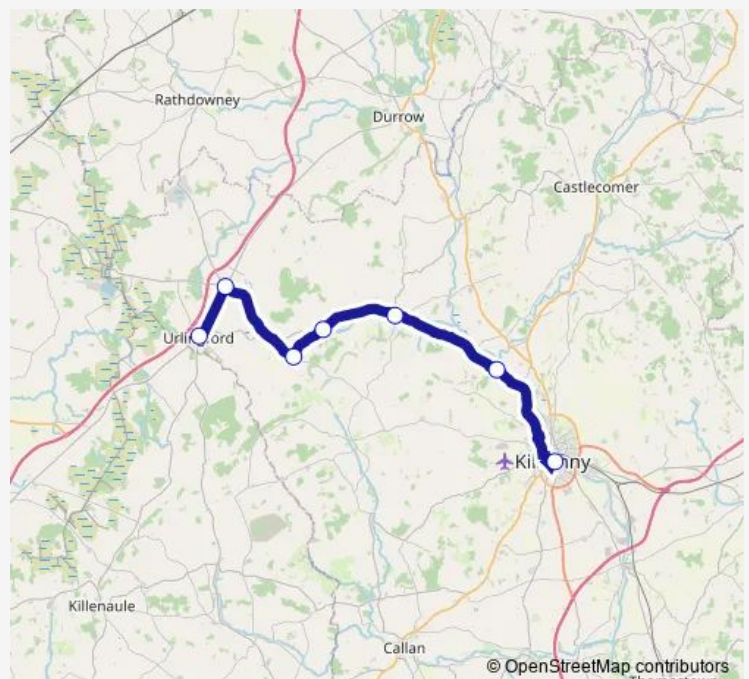 Rathdowney
Durrow
Castlecomer
Killenaule
Callan
© OpenStreetMap contributors